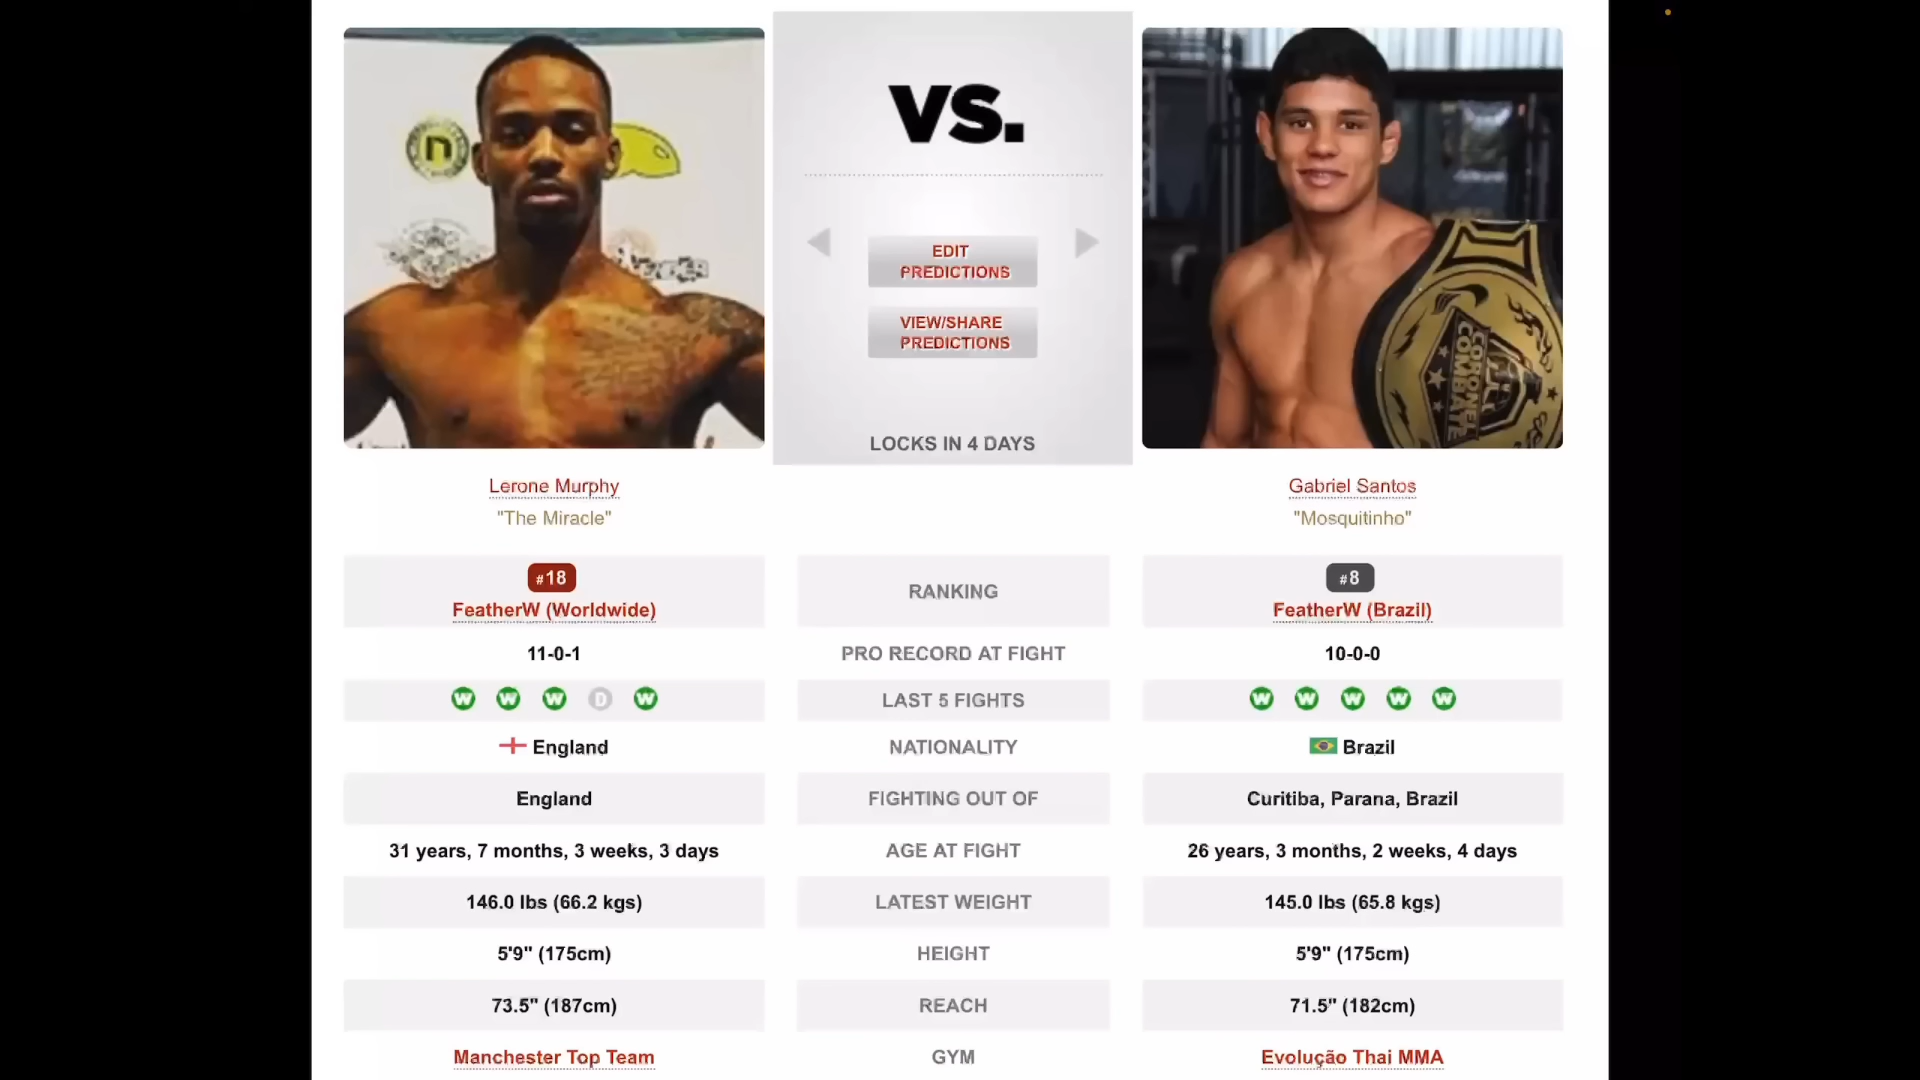 VS.
EDIT
PREDICTIONS
VIEW/SHARE
PREDICTIONS
LOCKS IN 4 DAYS
CORONEL
COMBATE
Lerone Murphy
"The Miracle"
Gabriel Santos
"Mosquitinho"
#18
FeatherW (Worldwide)
RANKING
#8
FeatherW (Brazil)
11-0-1
PRO RECORD AT FIGHT
10-0-0
W W W D W
LAST 5 FIGHTS
W W W W W
England
NATIONALITY
Brazil
England
FIGHTING OUT OF
Curitiba, Parana, Brazil
31 years, 7 months, 3 weeks, 3 days
AGE AT FIGHT
26 years, 3 months, 2 weeks, 4 days
146.0 lbs (66.2 kgs)
LATEST WEIGHT
145.0 lbs (65.8 kgs)
5'9" (175cm)
HEIGHT
5'9" (175cm)
73.5" (187cm)
REACH
71.5" (182cm)
Manchester Top Team
GYM
Evolução Thai MMA